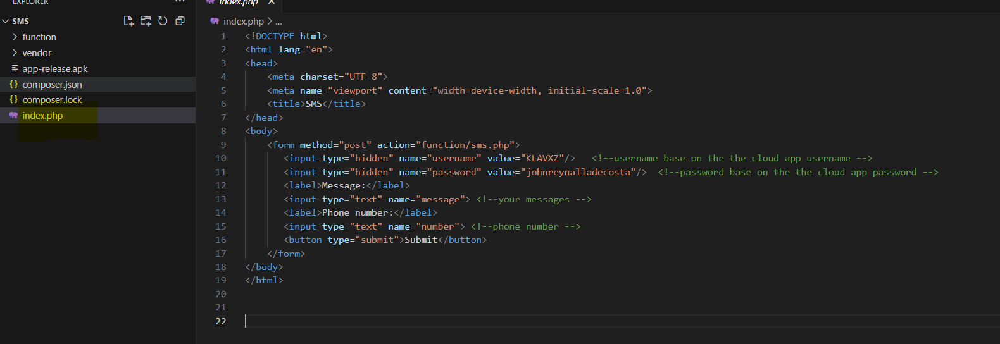 EXPLORER ...
index.php ×
SMS
index.php > ...
function
vendor
app-release.apk
{} composer.json
{} composer.lock
index.php
1 <!DOCTYPE html>
2 <html lang="en">
3 <head>
4 <meta charset="UTF-8">
5 <meta name="viewport" content="width=device-width, initial-scale=1.0">
6 <title>SMS</title>
7 </head>
8 <body>
9 <form method="post" action="function/sms.php">
10 <input type="hidden" name="username" value="KLAVXZ"/> <!--username base on the the cloud app username -->
11 <input type="hidden" name="password" value="johnreynalladecosta"/> <!--password base on the the cloud app password -->
12 <label>Message:</label>
13 <input type="text" name="message"> <!--your messages -->
14 <label>Phone number:</label>
15 <input type="text" name="number"> <!--phone number -->
16 <button type="submit">Submit</button>
17 </form>
18 </body>
19 </html>
20
21
22